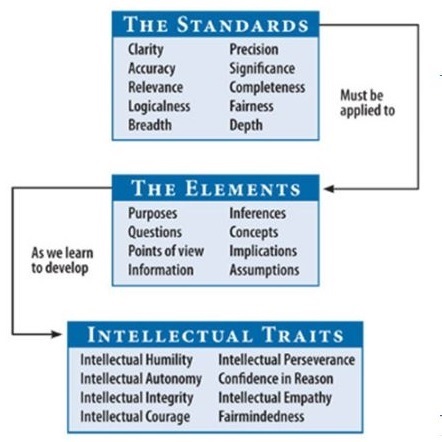 THE STANDARDS
Clarity Precision
Accuracy Significance
Relevance Completeness
Logicalness Fairness
Breadth Depth
Must be
applied to
THE ELEMENTS
Purposes Inferences
Questions Concepts
Points of view Implications
Information Assumptions
As we learn
to develop
INTELLECTUAL TRAITS
Intellectual Humility Intellectual Perseverance
Intellectual Autonomy Confidence in Reason
Intellectual Integrity Intellectual Empathy
Intellectual Courage Fairmindedness